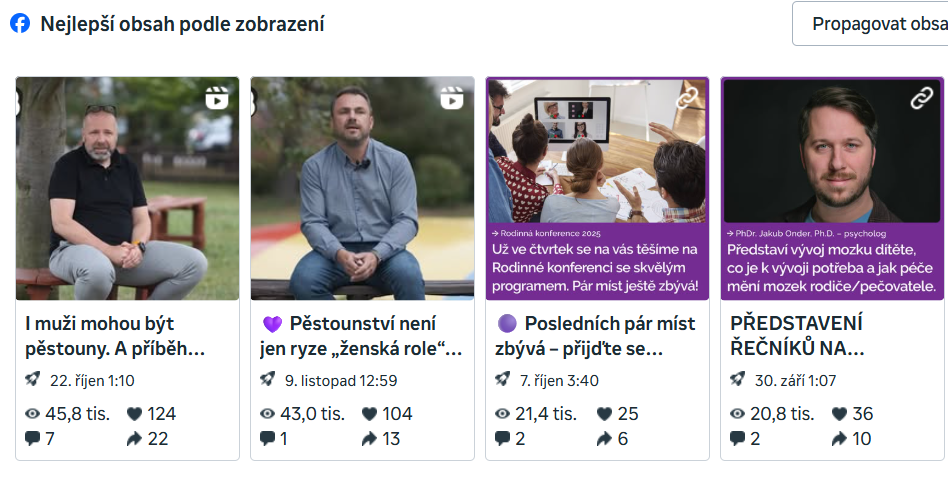 Nejlepší obsah podle zobrazení
Propagovat obsa
→ Rodinná konference 2025
Už ve čtvrtek se na vás těšíme na
Rodinné konferenci se skvělým
programem. Pár míst ještě zbývá!
→ PhDr. Jakub Onder, Ph.D. – psycholog
Představí vývoj mozku dítěte,
co je k vývoji potřeba a jak péče
mění mozek rodiče/pečovatele.
I muži mohou být
pěstouny. A příběh...
22. říjen 1:10
45,8 tis. 124
7 22
💜 Pěstounství není
jen ryze „ženská role“...
9. listopad 12:59
43,0 tis. 104
1 13
🟣 Posledních pár míst
zbývá – přijďte se...
7. říjen 3:40
21,4 tis. 25
2 6
PŘEDSTAVENÍ
ŘEČNÍKŮ NA...
30. září 1:07
20,8 tis. 36
2 10